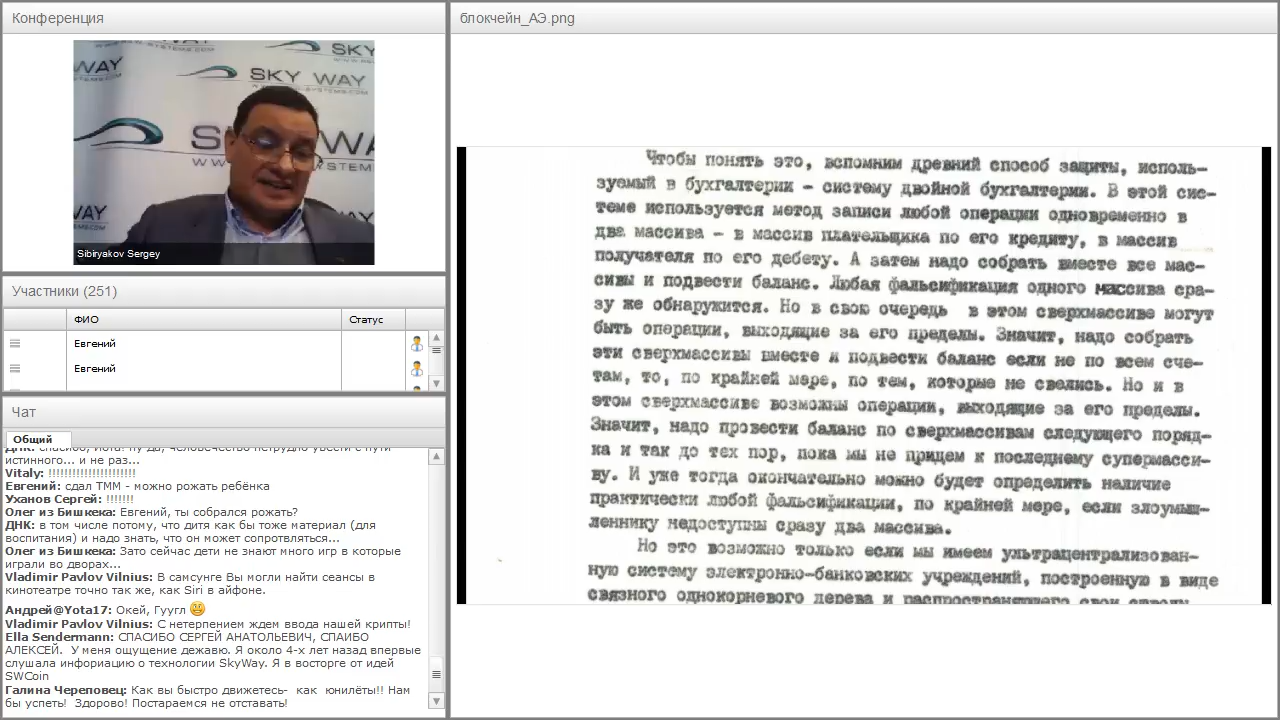 Конференция
SKY
WAY
SKY WAY
SK
WAY
Sibiryakov Sergey
Участники (251)
ФИО
Статус
Евгений
Евгений
Чат
Общий
истинного... и не раз...
Vitaly: !!!!!!!!!!!!!!!!!!!!!!
Евгений: сдал ТММ - можно рожать ребенка
Уханов Сергей: !!!!!!!
Олег из Бишкека: Евгений, ты собрался рожать?
ДНК: в том числе потому, что дитя как бы тоже материал (для
воспитания) и надо знать, что он может сопротвляться...
Олег из Бишкека: Зато сейчас дети не знают много игр в которые
играли во дворах...
Vladimir Pavlov Vilnius: В самсунге Вы могли найти сеансы в
кинотеатре точно так же, как Siri в айфоне.
Андрей@Yota17: Окей, Гуугл
Vladimir Pavlov Vilnius: С нетерпением ждем ввода нашей крипты!
Ella Sendermann: СПАСИБО СЕРГЕЙ АНАТОЛЬЕВИЧ, СПАИБО
АЛЕКСЕЙ. У меня ощущение дежавю. Я около 4-х лет назад впервые
слушала инфориацию о технологии SkyWay. Я в восторге от идей
SWCoin
Галина Череповец: Как вы быстро движетесь- как юнилёты!! Нам
бы успеть! Здорово! Постараемся не отставать!
блокчейн_АЭ.png
Чтобы понять это, вспомним древний способ защиты, исполь-
зуемый в бухгалтерии - систему двойной бухгалтерии. В этой сис-
теме используется метод записи любой операции одновременно в
два массива - в массив плательщика по его кредиту, в массив
получателя по его дебету. А затем надо собрать вместе все мас-
сивы и подвести баланс. Любая фальсификация одного массива сра-
зу же обнаружится. Но в свою очередь в этом сверхмассиве могут
быть операции, выходящие за его пределы. Значит, надо собрать
эти сверхмассивы вместе и подвести баланс если не по всем сче-
там, то, по крайней мере, по тем, которые не свелись. Но и в
этом сверхмассиве возможны операции, выходящие за его пределы.
Значит, надо провести баланс по сверхмассивам следующего поряд-
ка и так до тех пор, пока мы не придем к последнему супермасси-
ву. И уже тогда окончательно можно будет определить наличие
практически любой фальсификации, по крайней мере, если злоумыш-
леннику недоступны сразу два массива.
Но это возможно только если мы имеем ультрацентрализован-
ную систему электронно-банковских учреждений, построенную в виде
связного однокорневого дерева и распространяющего свои стволы